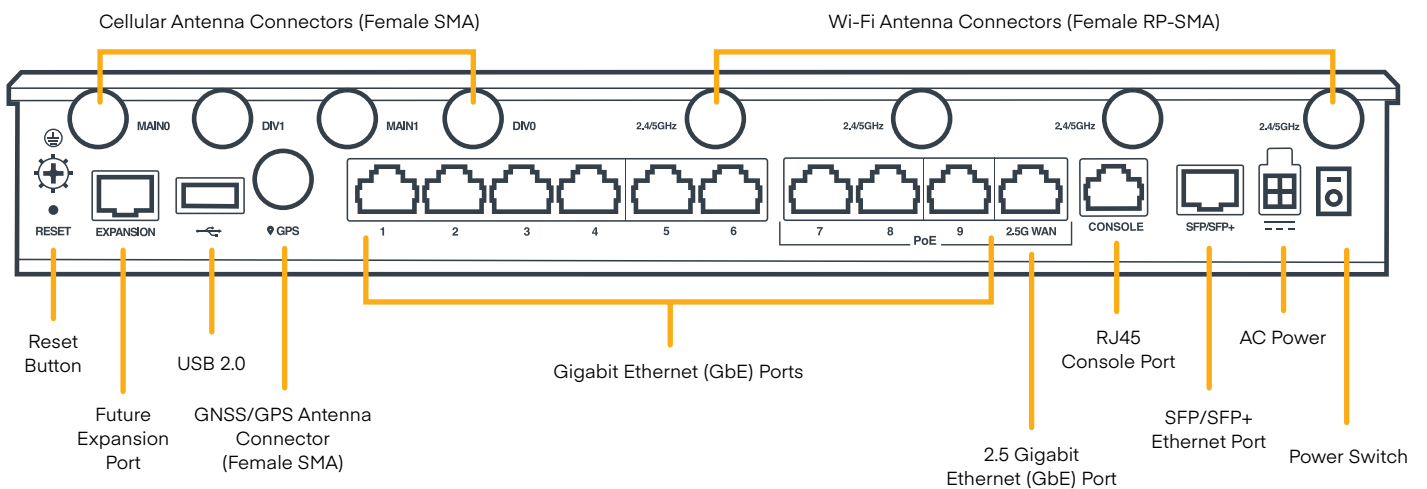 Cellular Antenna Connectors (Female SMA)
Wi-Fi Antenna Connectors (Female RP-SMA)
MAIN0
DIV1
MAIN1
DIV0
2.4/5GHz
2.4/5GHz
2.4/5GHz
2.4/5GHz
RESET
EXPANSION
GPS
1
2
3
4
5
6
7
8
9
2.5G WAN
PoE
CONSOLE
SFP/SFP+
Reset
Button
Future
Expansion
Port
USB 2.0
GNSS/GPS Antenna
Connector
(Female SMA)
Gigabit Ethernet (GbE) Ports
2.5 Gigabit
Ethernet (GbE) Port
RJ45
Console Port
SFP/SFP+
Ethernet Port
AC Power
Power Switch